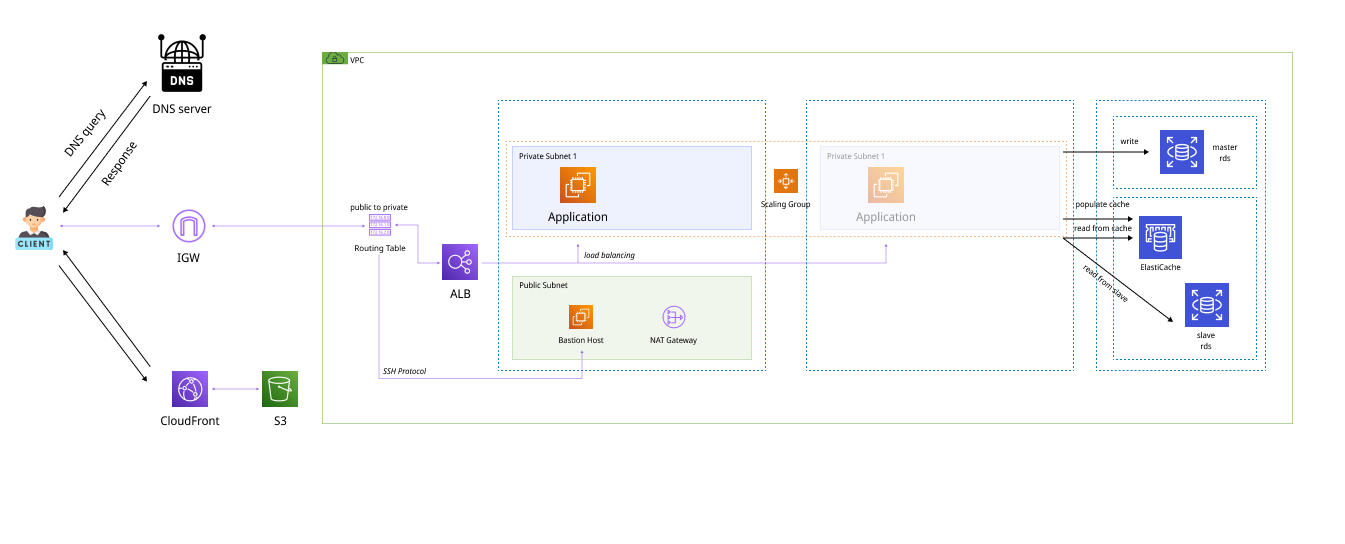 DNS
DNS server
DNS query
Response
CLIENT
IGW
CloudFront
S3
VPC
public to private
Routing Table
ALB
Private Subnet 1
Application
Scaling Group
Private Subnet 1
Application
load balancing
Public Subnet
Bastion Host
NAT Gateway
SSH Protocol
write
master
rds
populate cache
read from cache
ElastiCache
read from slave
slave
rds